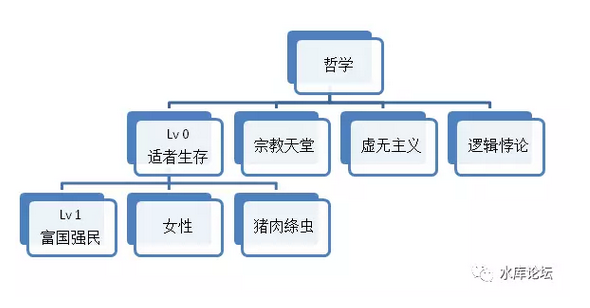 哲学
Lv 0
适者生存
宗教天堂
虚无主义
逻辑悖论
Lv 1
富国强民
女性
猪肉绦虫
水库论坛